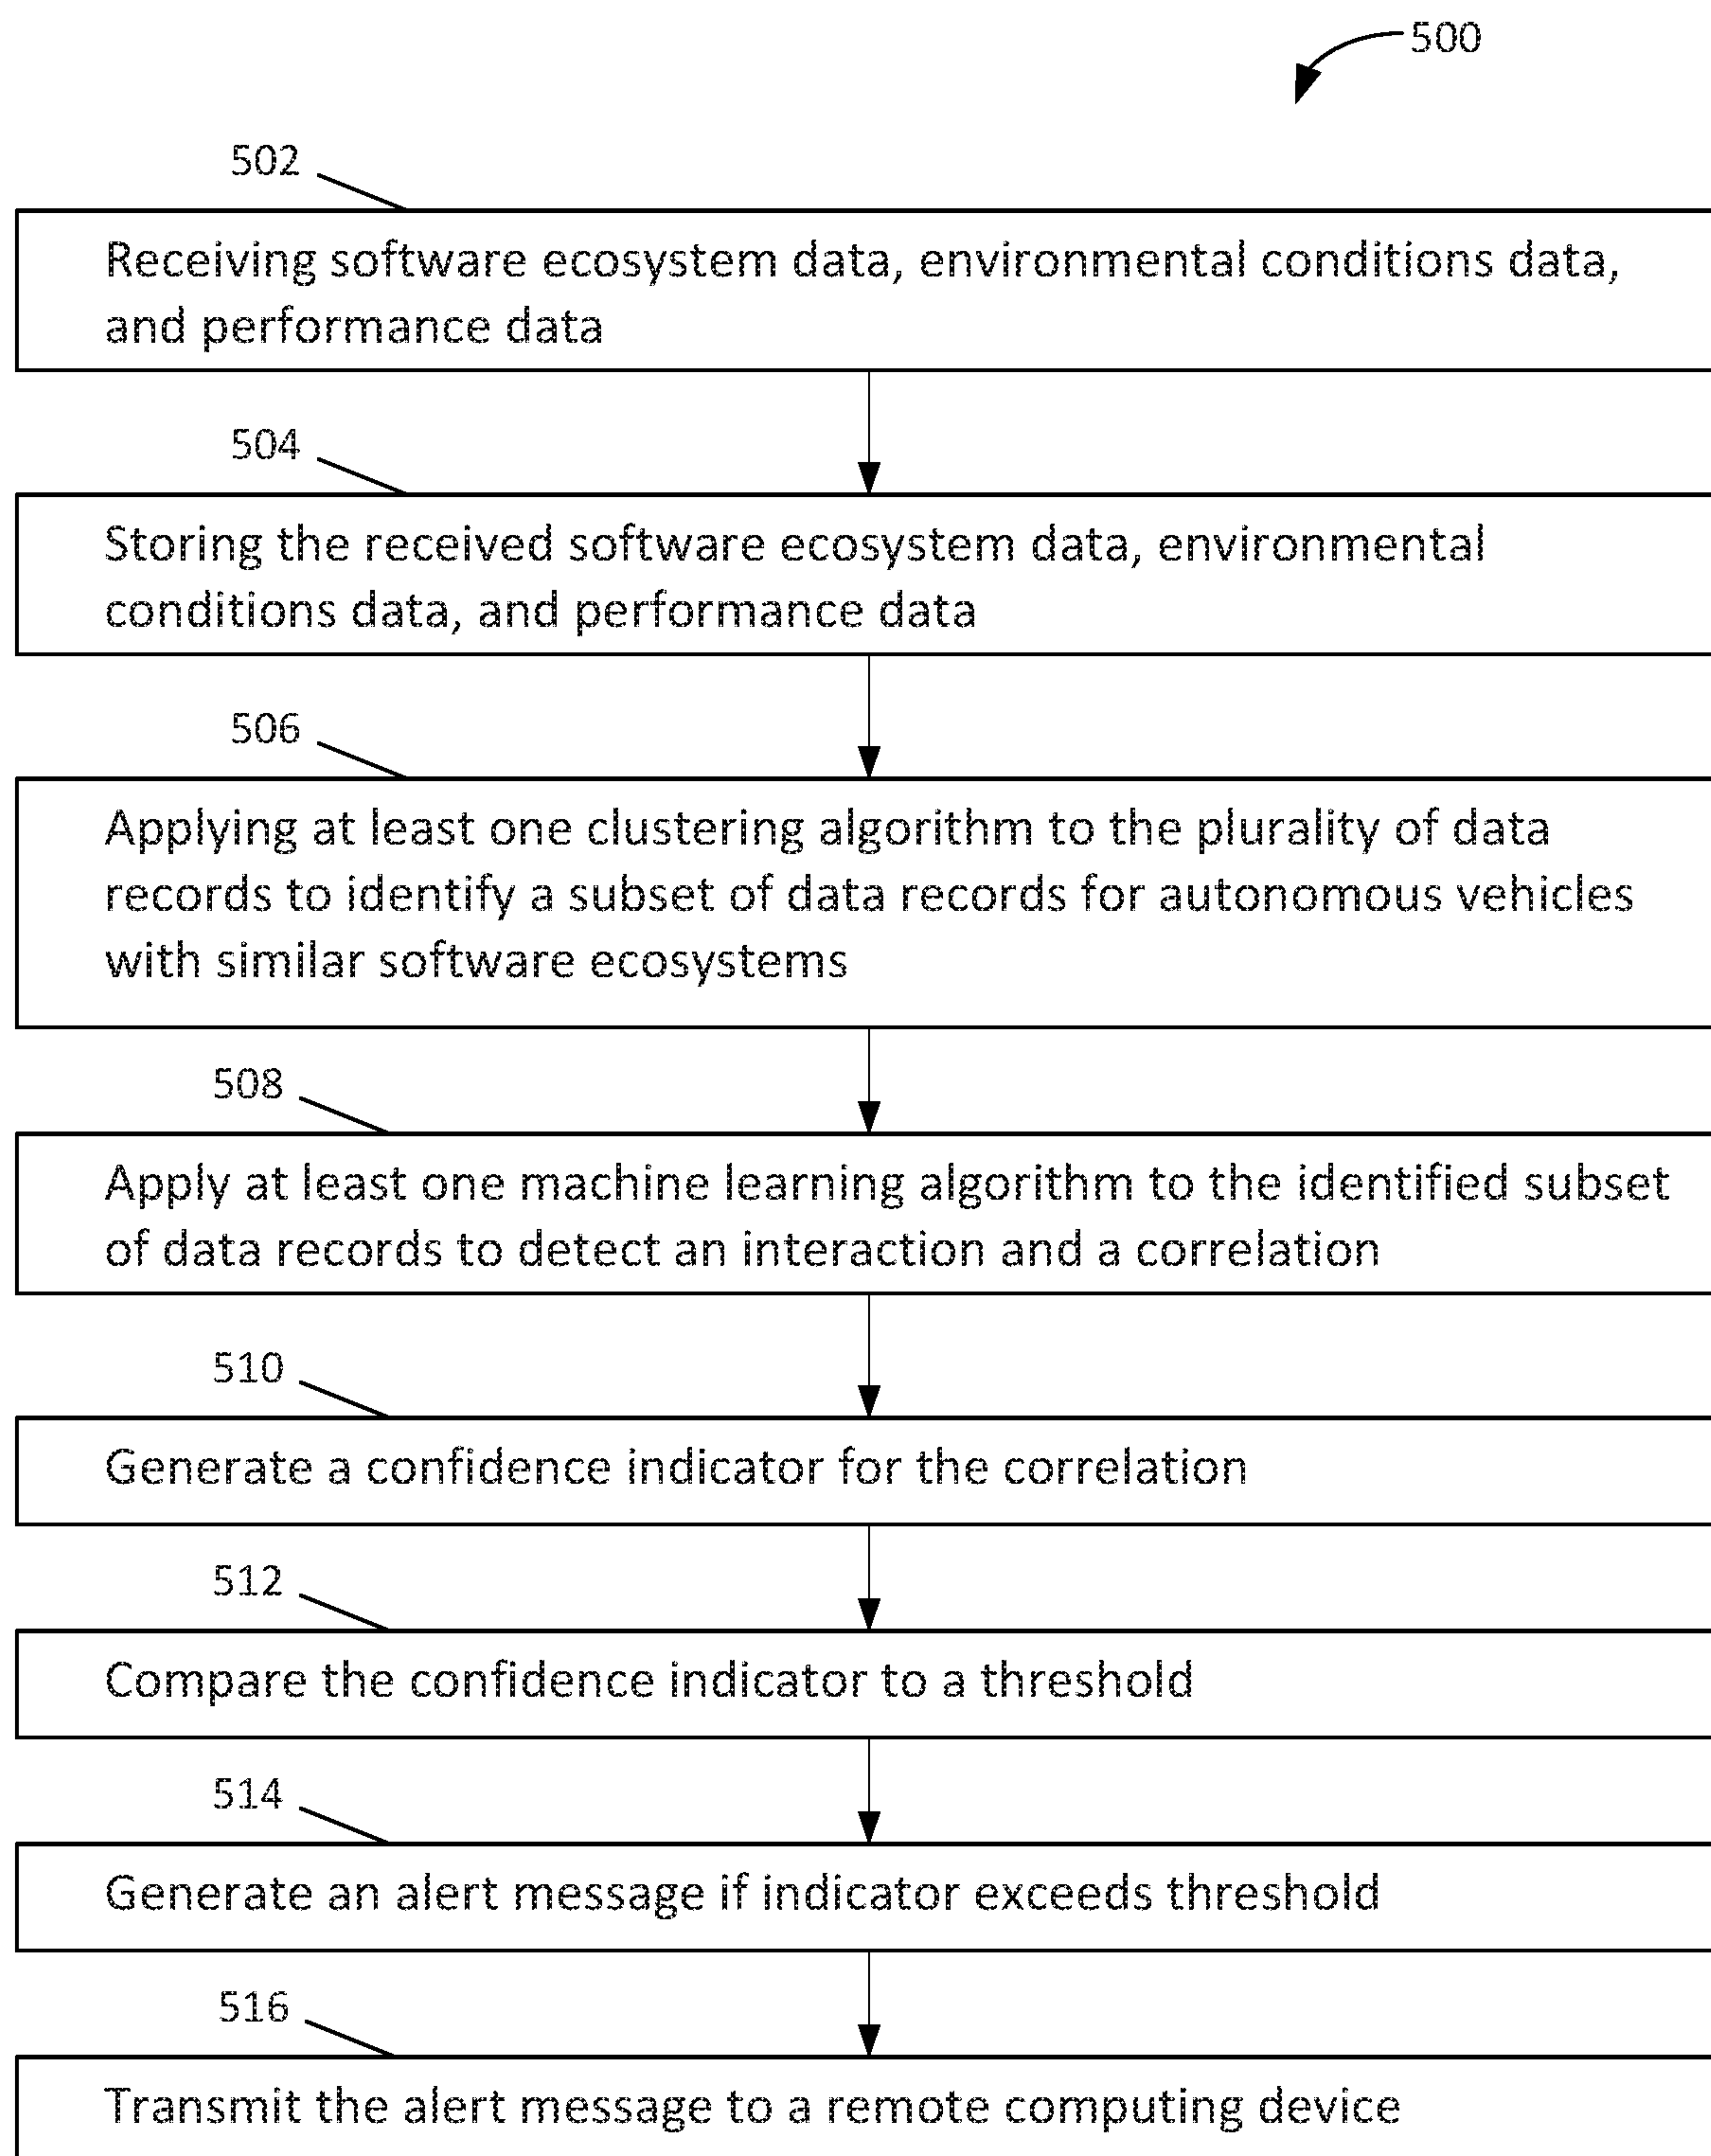 500
502
Receiving software ecosystem data, environmental conditions data,
and performance data
504
Storing the received software ecosystem data, environmental
conditions data, and performance data
506
Applying at least one clustering algorithm to the plurality of data
records to identify a subset of data records for autonomous vehicles
with similar software ecosystems
508
Apply at least one machine learning algorithm to the identified subset
of data records to detect an interaction and a correlation
510
Generate a confidence indicator for the correlation
512
Compare the confidence indicator to a threshold
514
Generate an alert message if indicator exceeds threshold
516
Transmit the alert message to a remote computing device